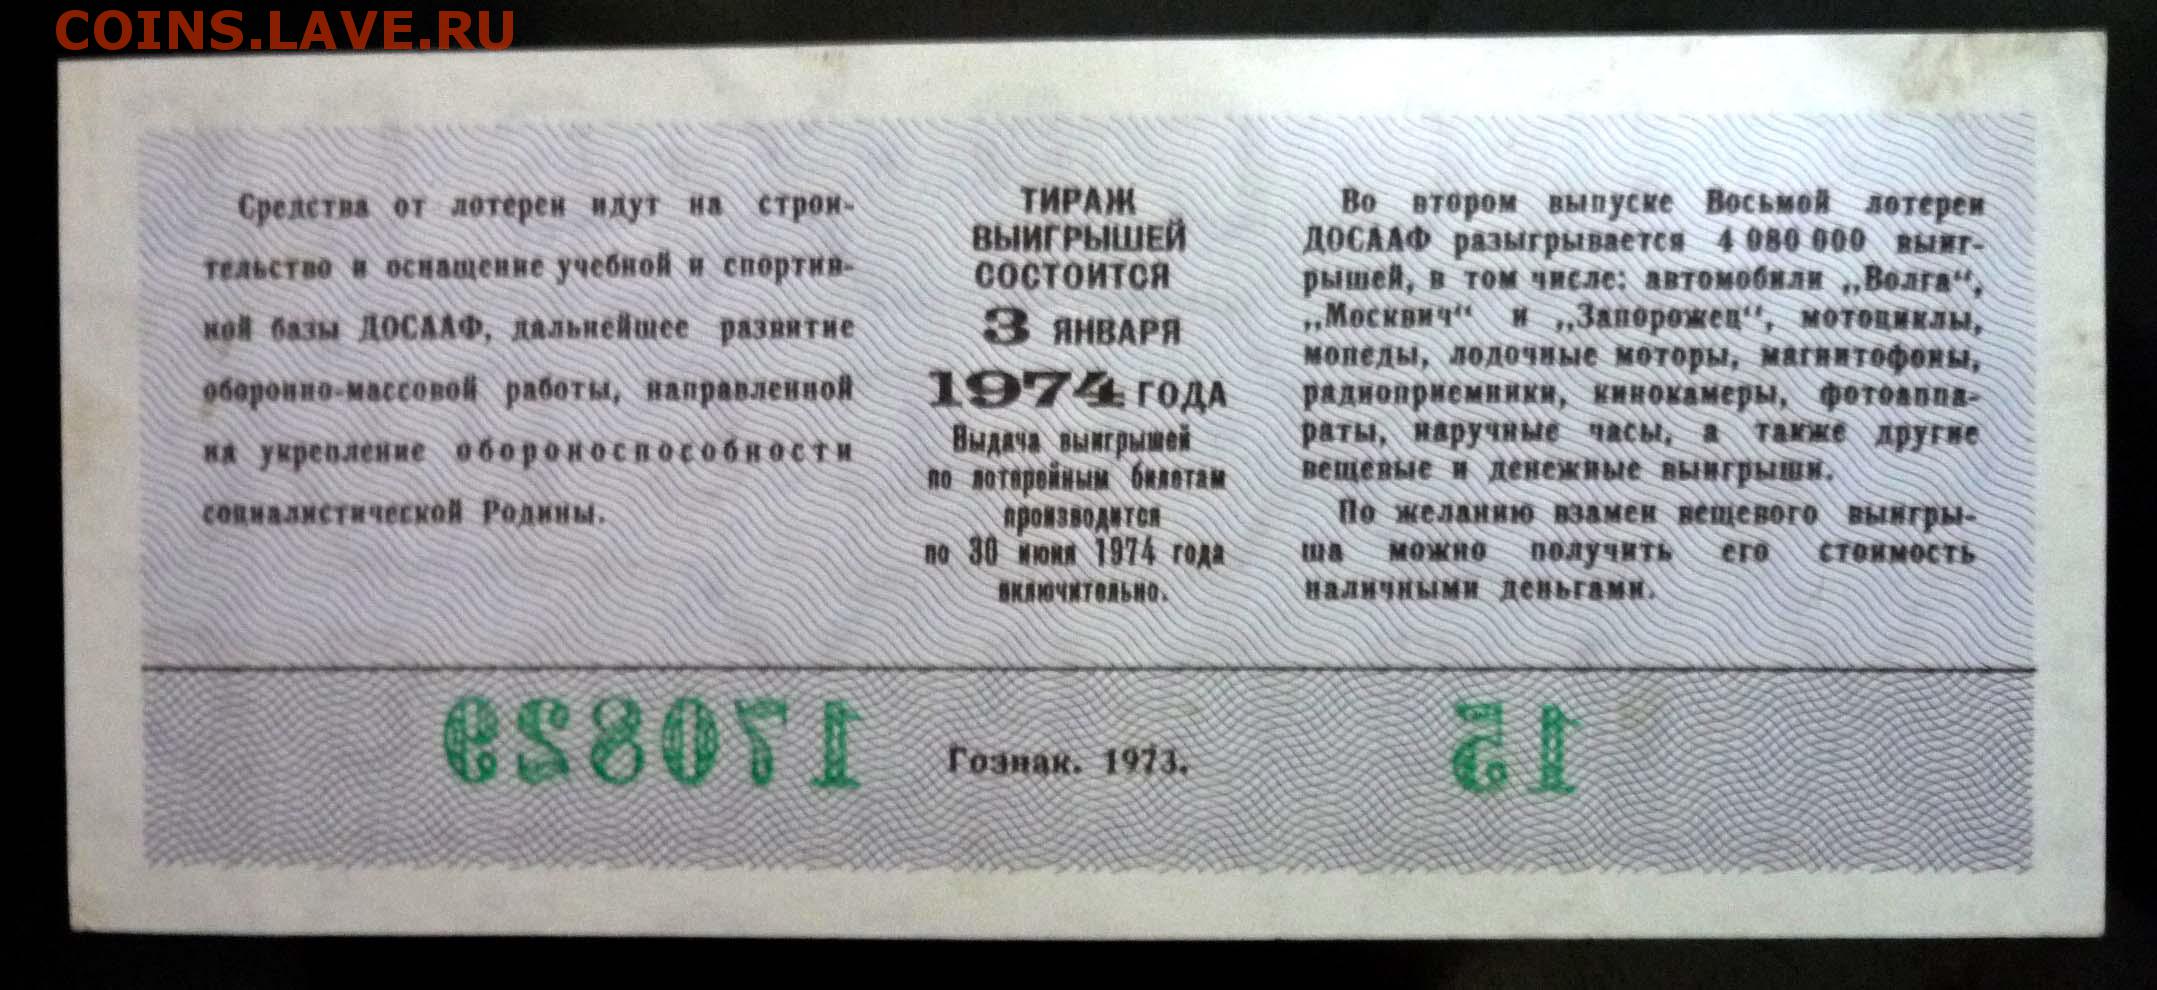 COINS.LAVE.RU
Средства от лотереи идут на строи-
тельство и оснащение учебной и спортив-
ной базы ДОСААФ, дальнейшее развитие
оборонно-массовой работы, направленной
на укрепление обороноспособности
социалистической Родины.
ТИРАЖ
ВЫИГРЫШЕЙ
СОСТОИТСЯ
3 ЯНВАРЯ
1974 ГОДА
Выдача выигрышей
по лотерейным билетам
производится
по 30 июня 1974 года
включительно.
Во втором выпуске Восьмой лотереи
ДОСААФ разыгрывается 4 080 000 выиг-
рышей, в том числе: автомобили „Волга“,
„Москвич“ и „Запорожец“, мотоциклы,
мопеды, лодочные моторы, магнитофоны,
радиоприемники, кинокамеры, фотоаппа-
раты, наручные часы, а также другие
вещевые и денежные выигрыши.
По желанию взамен вещевого выигры-
ша можно получить его стоимость
наличными деньгами.
170829
Гознак. 1973.
15